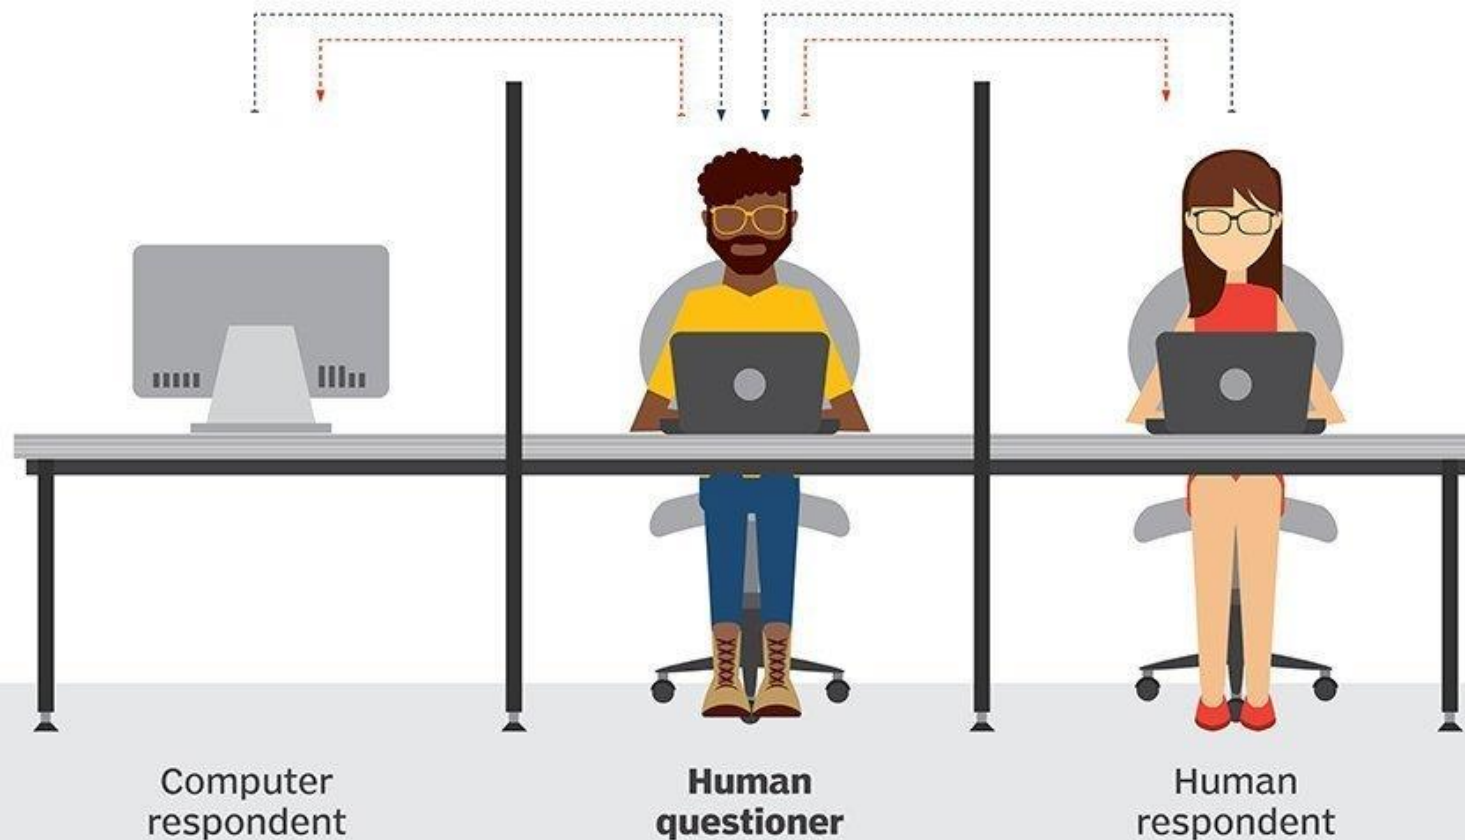 Computer
respondent
Human
questioner
Human
respondent